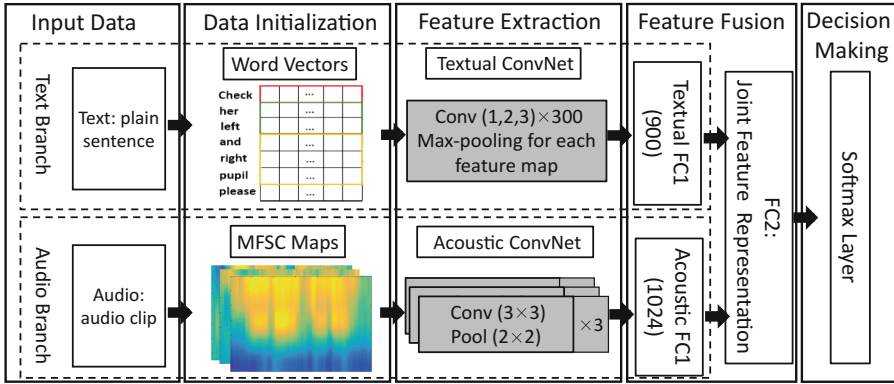 Input Data
Data Initialization
Feature Extraction
Feature Fusion
Decision
Making
Text Branch
Text: plain
sentence
Word Vectors
Check
her
left
and
right
pupil
please
...
...
...
...
...
...
...
Textual ConvNet
Conv (1,2,3)×300
Max-pooling for each
feature map
Textual FC1
(900)
Audio Branch
Audio:
audio clip
MFSC Maps
Acoustic ConvNet
Conv (3×3)
Pool (2×2)
×3
Acoustic FC1
(1024)
FC2:
Joint Feature Representation
Softmax Layer